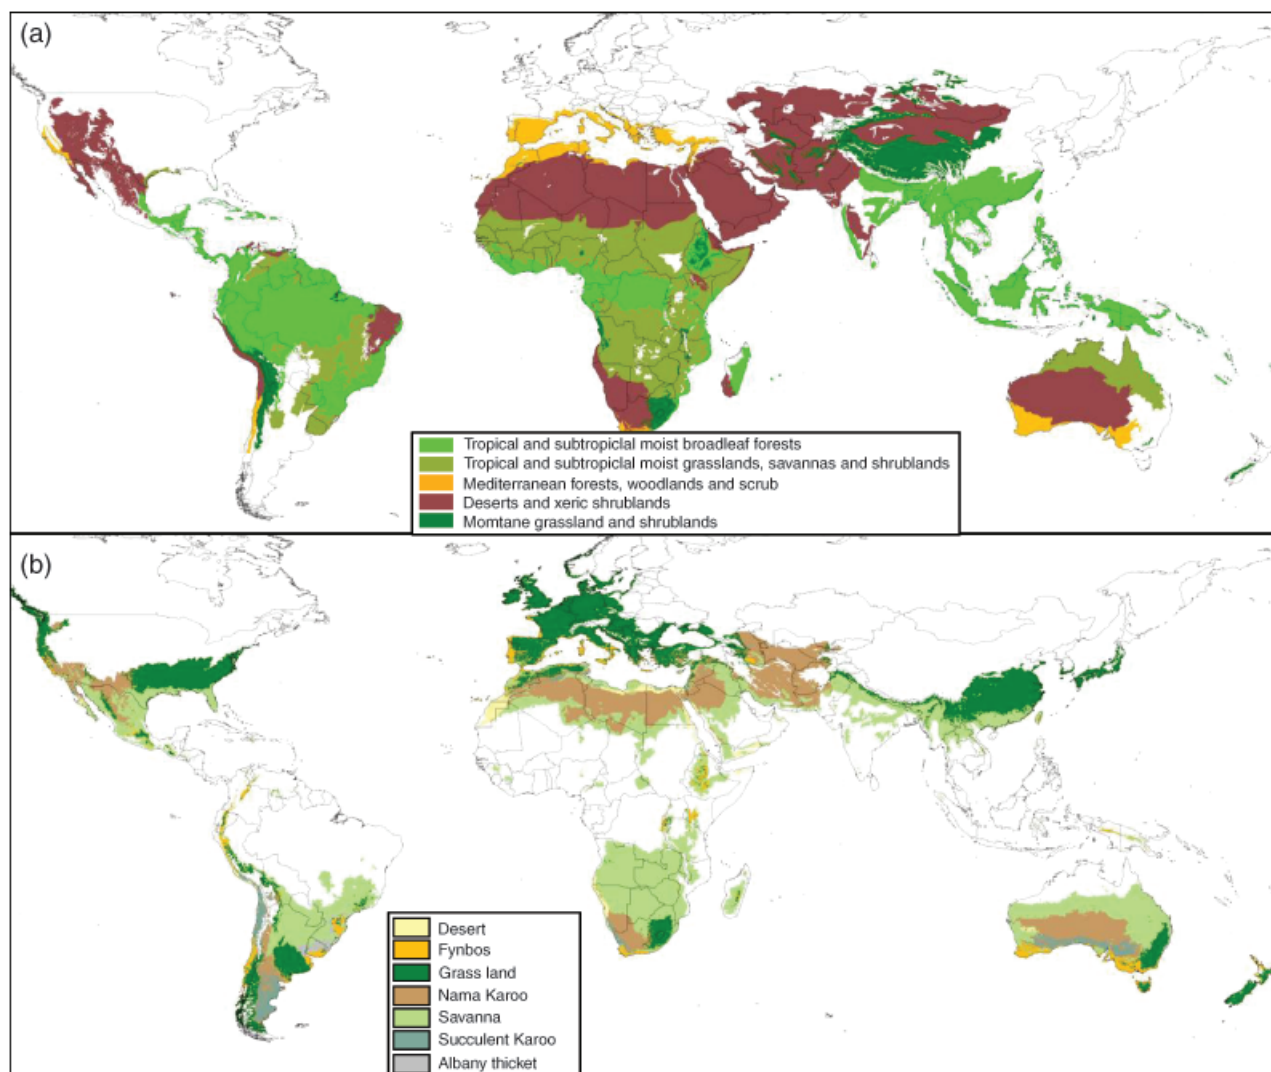 (a)
Tropical and subtropiclal moist broadleaf forests
Tropical and subtropiclal moist grasslands, savannas and shrublands
Mediterranean forests, woodlands and scrub
Deserts and xeric shrublands
Momtane grassland and shrublands
(b)
Desert
Fynbos
Grass land
Nama Karoo
Savanna
Succulent Karoo
Albany thicket